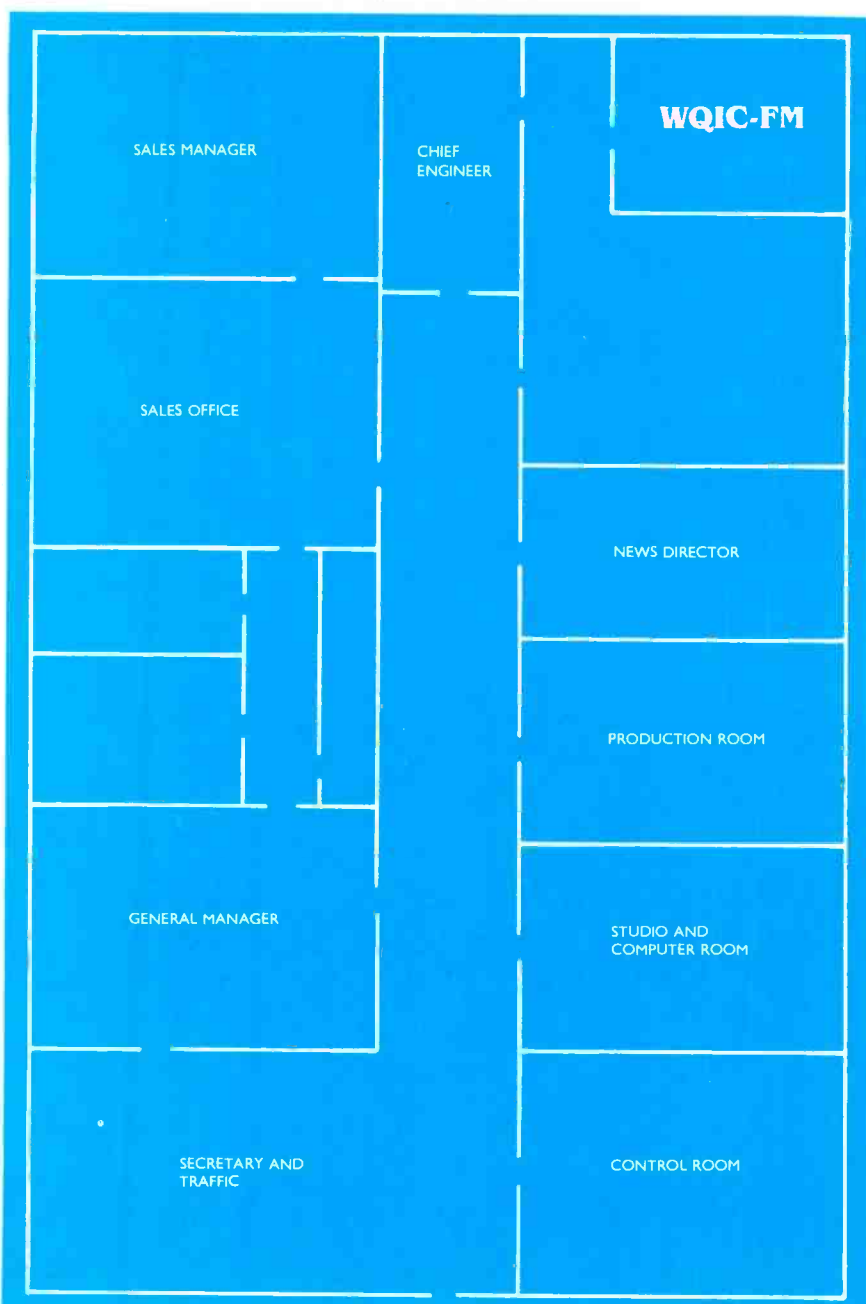 WQIC-FM
SALES MANAGER
CHIEF
ENGINEER
SALES OFFICE
NEWS DIRECTOR
PRODUCTION ROOM
GENERAL MANAGER
STUDIO AND
COMPUTER ROOM
SECRETARY AND
TRAFFIC
CONTROL ROOM